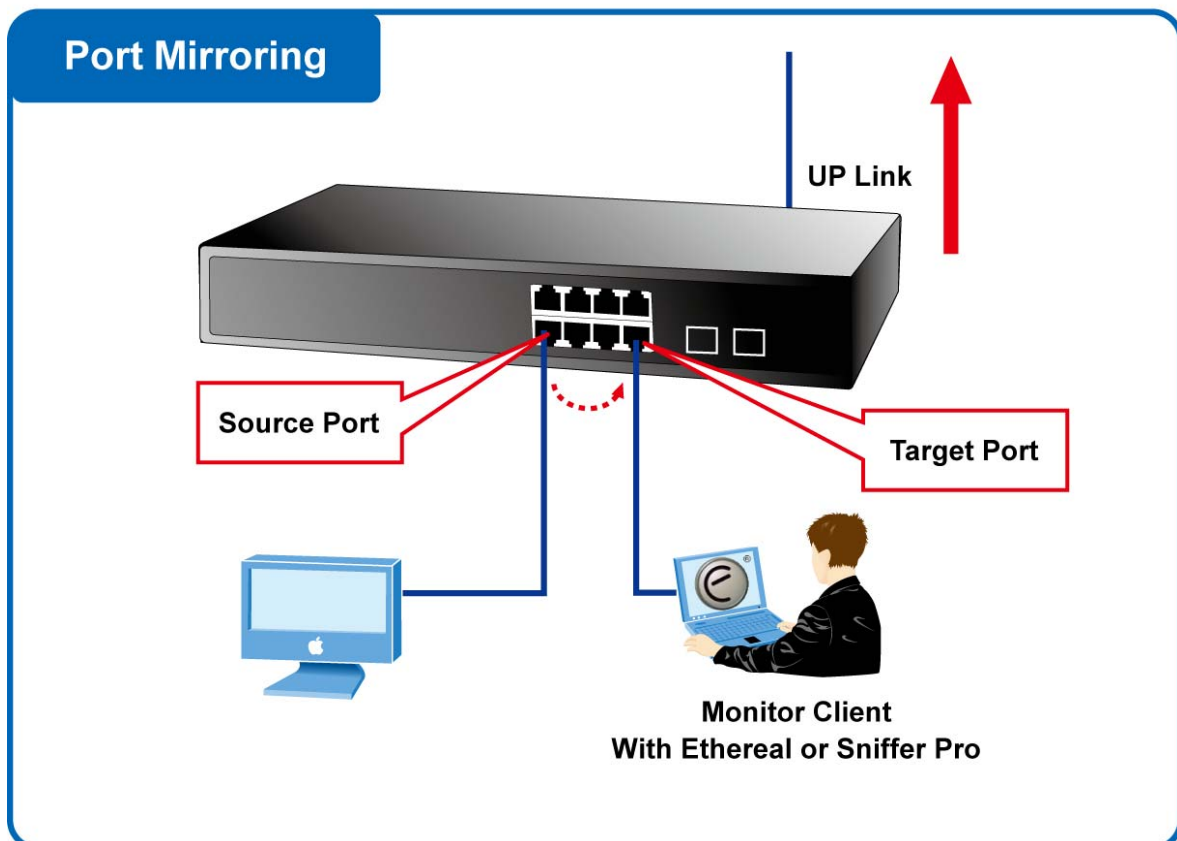 Port Mirroring
UP Link
Source Port
Target Port
Monitor Client
With Ethereal or Sniffer Pro